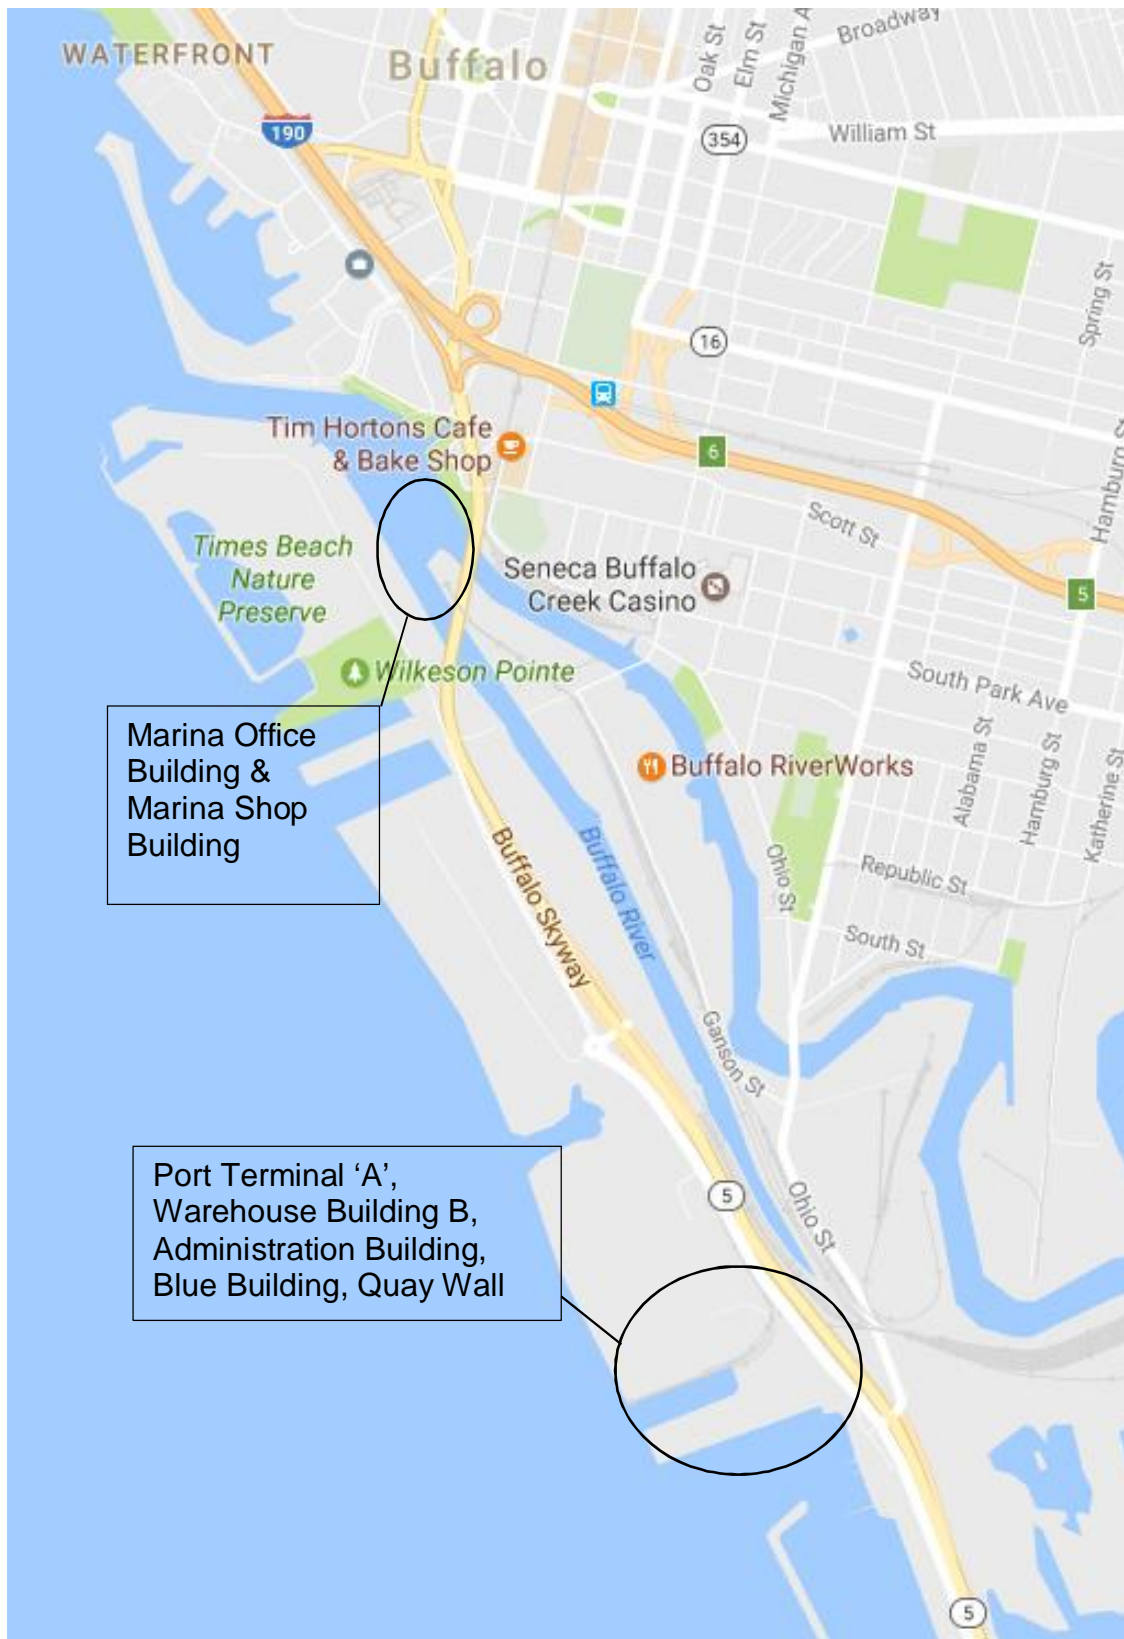 WATERFRONT
Buffalo
Oak St
Elm St
Michigan A
Broadway
190
354
William St
Spring St
16
Tim Hortons Cafe
& Bake Shop
6
Hamburg S
Scott St
Times Beach
Nature
Preserve
Seneca Buffalo
Creek Casino
5
Wilkeson Pointe
South Park Ave
Marina Office
Building &
Marina Shop
Building
Buffalo RiverWorks
Alabama St
Hamburg St
Katherine St
Buffalo Skyway
Buffalo River
Ohio St
Republic St
South St
Ganson St
Port Terminal ‘A’,
Warehouse Building B,
Administration Building,
Blue Building, Quay Wall
5
Ohio St
5